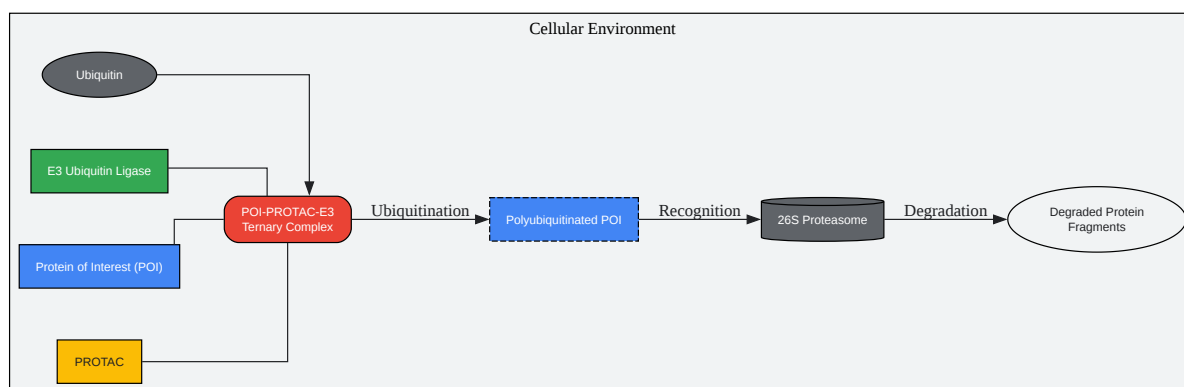 Cellular Environment
Ubiquitin
E3 Ubiquitin Ligase
Protein of Interest (POI)
PROTAC
POI-PROTAC-E3
Ternary Complex
Ubiquitination
Polyubiquitinated POI
Recognition
26S Proteasome
Degradation
Degraded Protein
Fragments